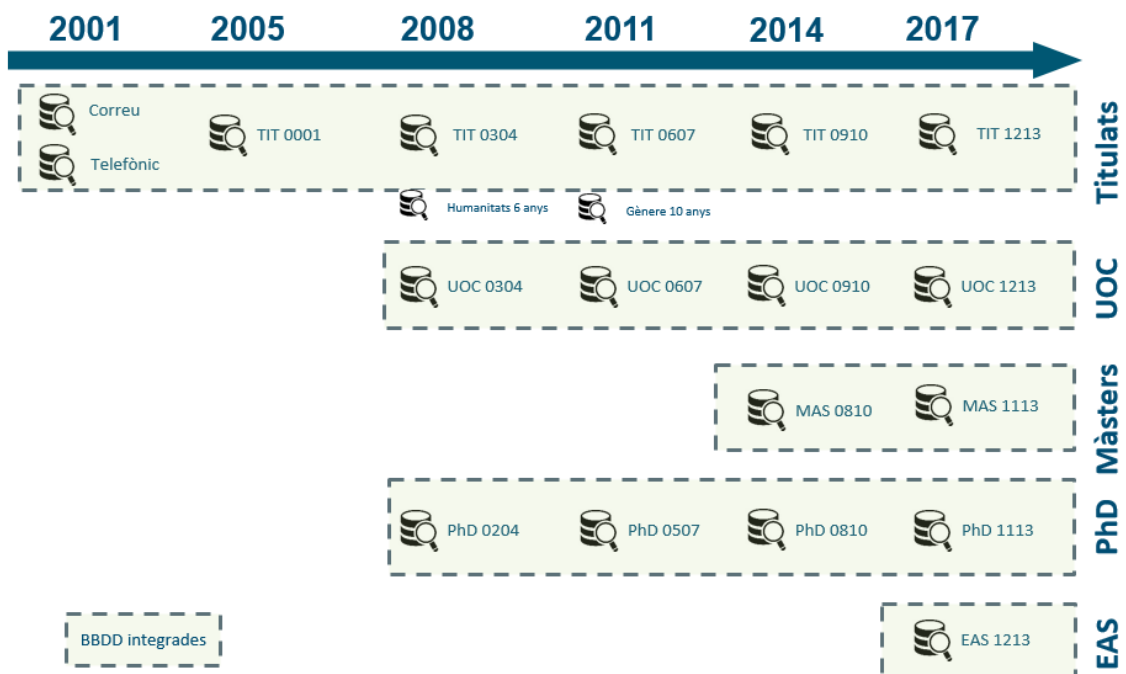 2001 2005 2008 2011 2014 2017
Correu
Telefònic
TIT 0001 TIT 0304 TIT 0607 TIT 0910 TIT 1213
Titulats
Humanitats 6 anys Gènere 10 anys
UOC 0304 UOC 0607 UOC 0910 UOC 1213
UOC
MAS 0810 MAS 1113
Màsters
PhD 0204 PhD 0507 PhD 0810 PhD 1113
PhD
BBDD integrades
EAS 1213
EAS